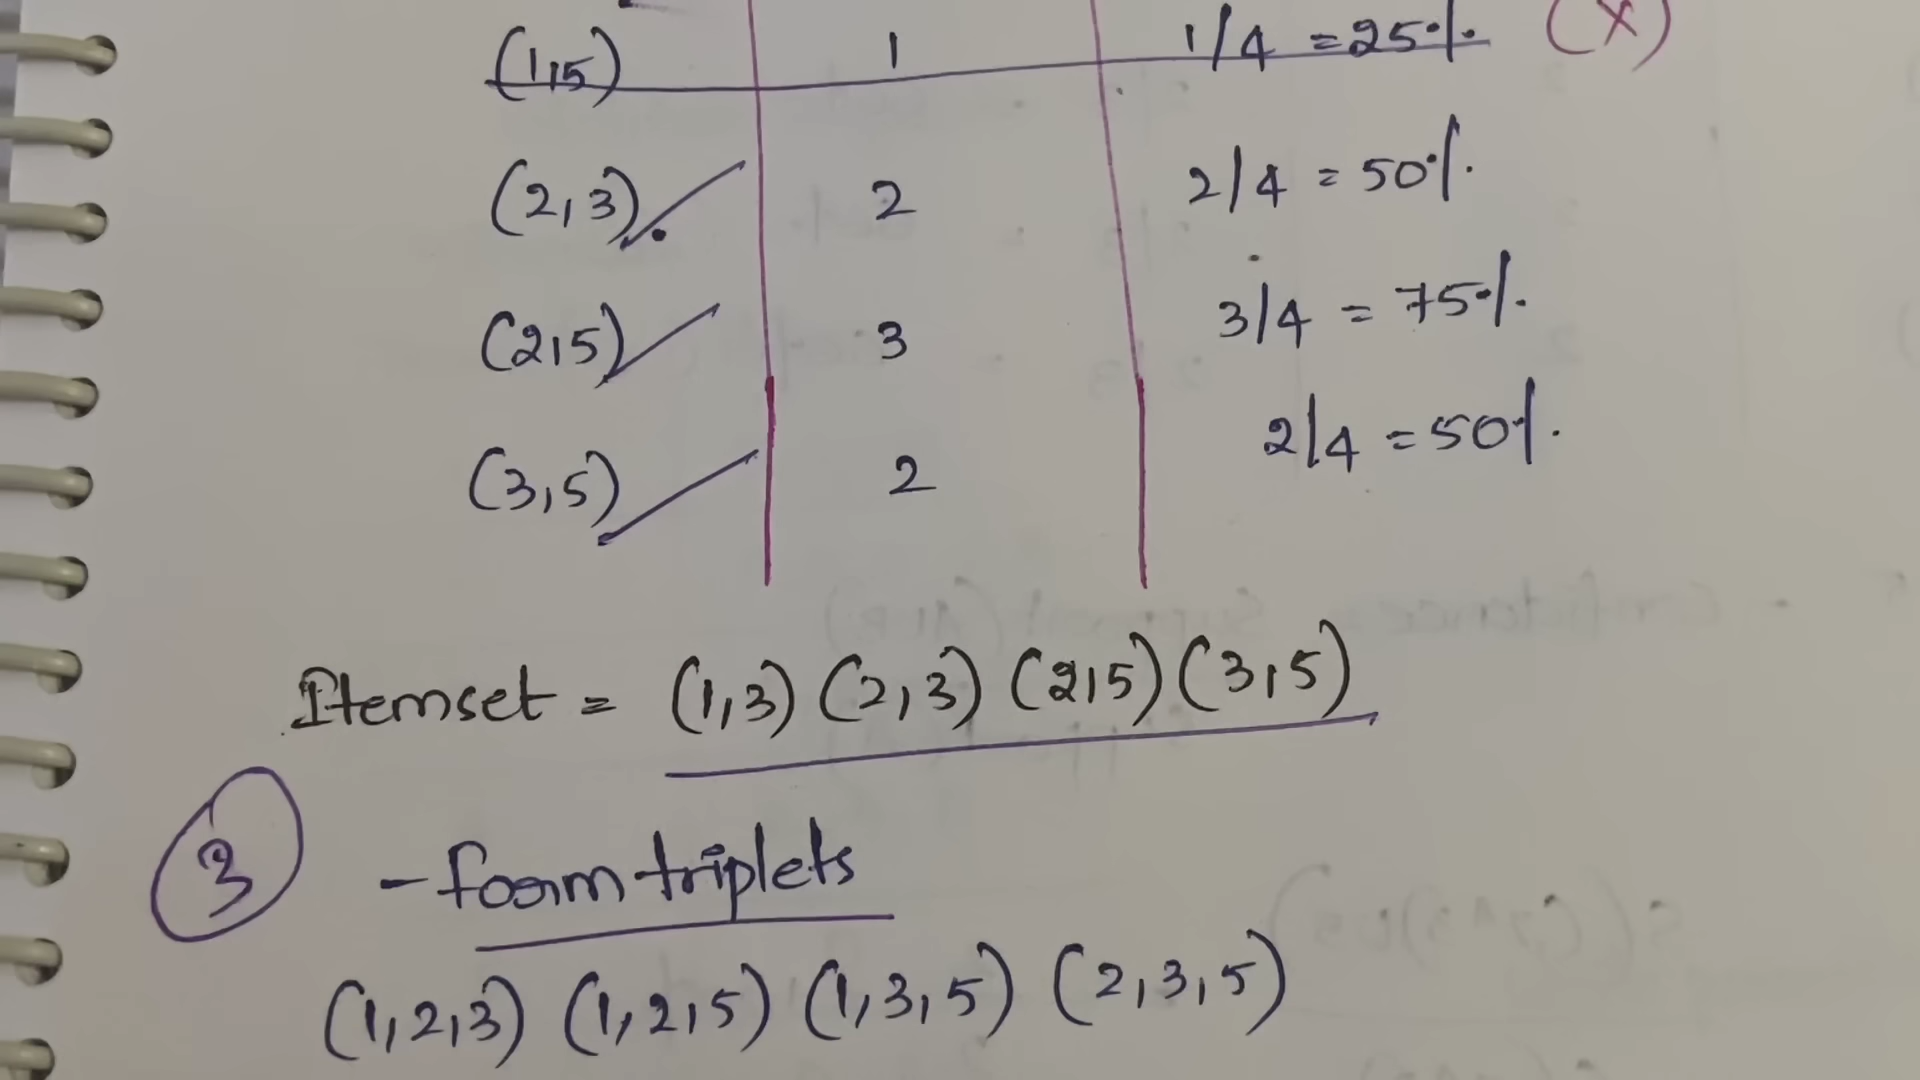 (1,5) 1 1/4 = 25% (X)
(2,3) 2 2/4 = 50%
(2,5) 3 3/4 = 75%
(3,5) 2 2/4 = 50%
Itemset = (1,3) (2,3) (2,5) (3,5)
3 - form triplets
(1,2,3) (1,2,5) (1,3,5) (2,3,5)